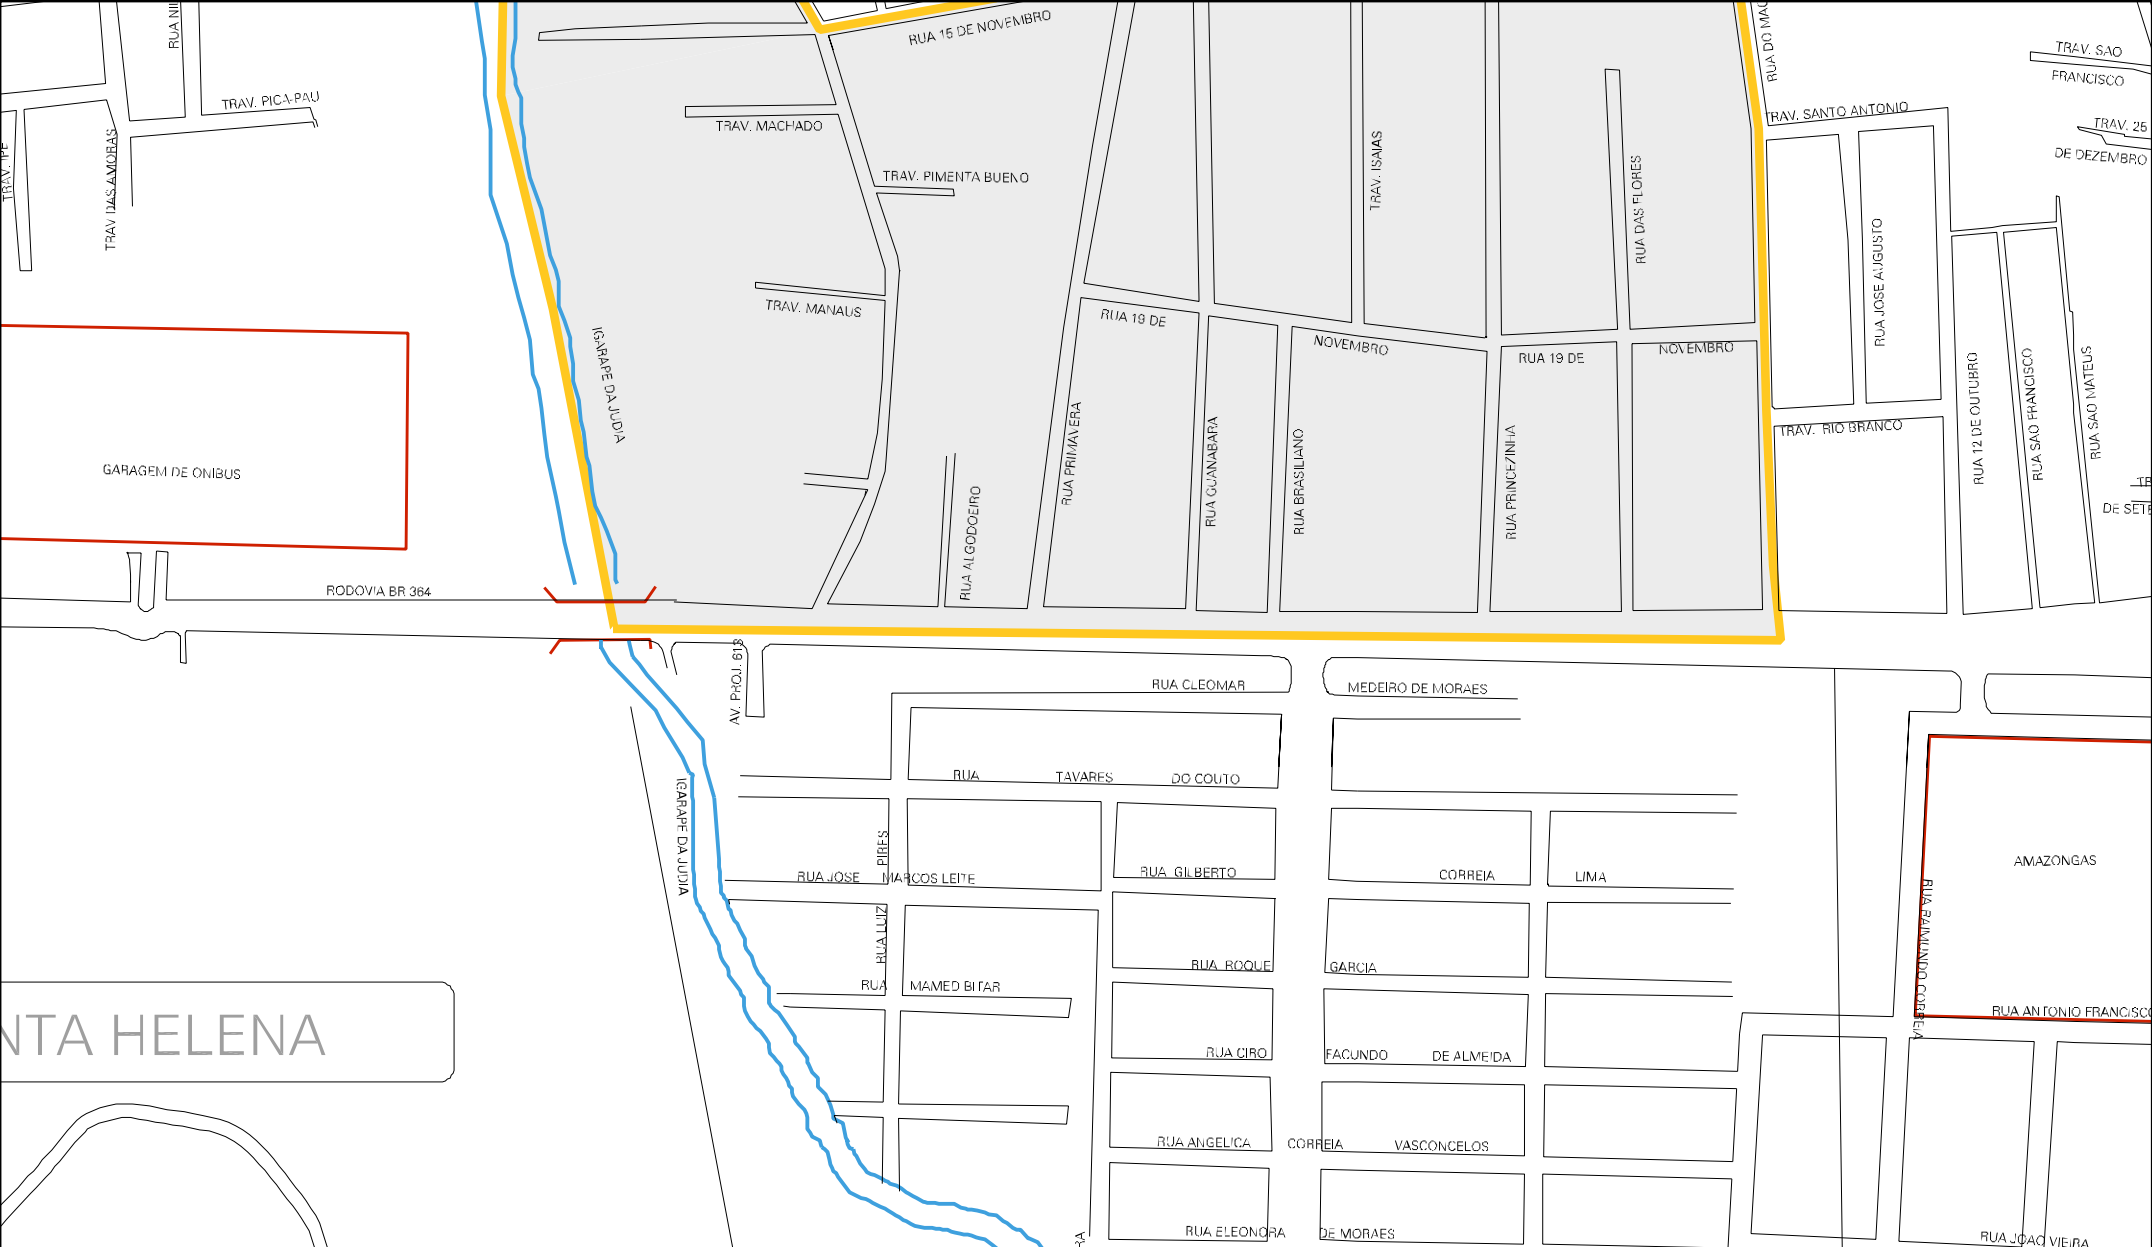 RUA 15 DE NOVEMBRO
RUA DO
TRAV. SAO
FRANCISCO
TRAV. PICA-PAU
TRAV. MACHADO
TRAV. SANTO ANTONIO
TRAV. 25
DE DEZEMBRO
TRAV. IPE
TRAV DAS AMORAS
TRAV. PIMENTA BUENO
TRAV. ISAIAS
RUA DAS FLORES
RUA JOSE AUGUSTO
TRAV. MANAUS
RUA 19 DE
NOVEMBRO
RUA 19 DE
NOVEMBRO
IGARAPE DA JUDIA
RUA PRIMAVERA
RUA GUANABARA
RUA BRASILIANO
RUA PRINCEZINHA
TRAV. RIO BRANCO
RUA 12 DE OUTUBRO
RUA SAO FRANCISCO
RUA SAO MATEUS
GARAGEM DE ONIBUS
RUA ALGODOEIRO
DE SETE
RODOVIA BR 364
AV. PROJ. 613
RUA CLEOMAR
MEDEIRO DE MORAES
RUA TAVARES DO COUTO
IGARAPE DA JUDIA
RUA LUIZ PIRES
RUA JOSE MARCOS LEITE
RUA GILBERTO
CORREIA LIMA
AMAZONGAS
RUA RAIMUNDO CORREIA
RUA ROQUE
GARCIA
RUA MAMED BITAR
RUA ANTONIO FRANCISCO
NTA HELENA
RUA CIRO
FACUNDO DE ALMEIDA
RUA ANGELICA CORREIA VASCONCELOS
RUA ELEONORA DE MORAES
RUA JOAO VIEIRA